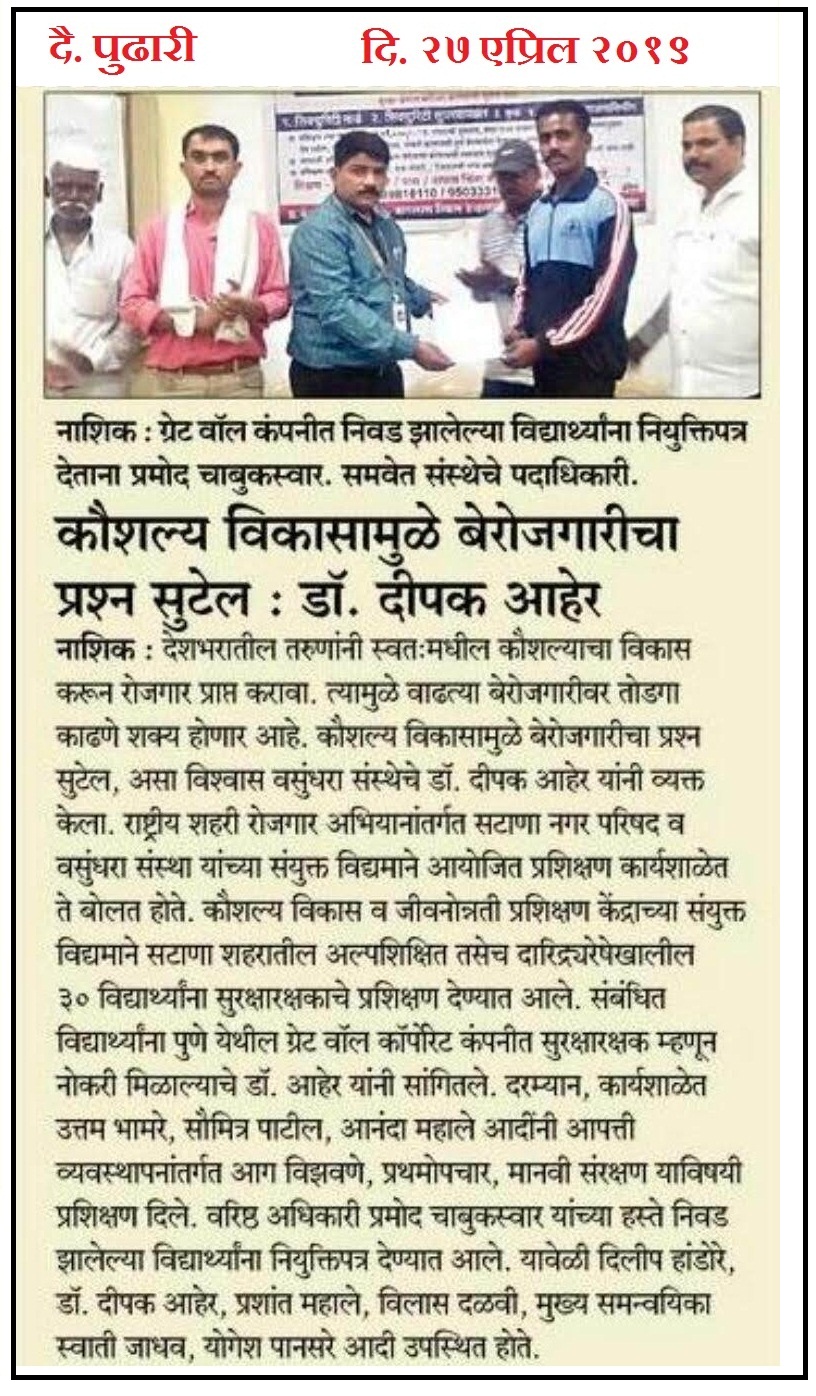 दै. पुढारी दि. २७ एप्रिल २०१९
१. सिक्युरिटी गार्ड २. सिक्युरिटी सुपरवायझर
9816110 / 9503331
नाशिक : ग्रेट वॉल कंपनीत निवड झालेल्या विद्यार्थ्यांना नियुक्तिपत्र
देताना प्रमोद चाबुकस्वार. समवेत संस्थेचे पदाधिकारी.
कौशल्य विकासामुळे बेरोजगारीचा
प्रश्न सुटेल : डॉ. दीपक आहेर
नाशिक : देशभरातील तरुणांनी स्वतःमधील कौशल्याचा विकास
करून रोजगार प्राप्त करावा. त्यामुळे वाढत्या बेरोजगारीवर तोडगा
काढणे शक्य होणार आहे. कौशल्य विकासामुळे बेरोजगारीचा प्रश्न
सुटेल, असा विश्वास वसुंधरा संस्थेचे डॉ. दीपक आहेर यांनी व्यक्त
केला. राष्ट्रीय शहरी रोजगार अभियानांतर्गत सटाणा नगर परिषद व
वसुंधरा संस्था यांच्या संयुक्त विद्यमाने आयोजित प्रशिक्षण कार्यशाळेत
ते बोलत होते. कौशल्य विकास व जीवनोन्नती प्रशिक्षण केंद्राच्या संयुक्त
विद्यमाने सटाणा शहरातील अल्पशिक्षित तसेच दारिद्र्यरेषेखालील
३० विद्यार्थ्यांना सुरक्षारक्षकाचे प्रशिक्षण देण्यात आले. संबंधित
विद्यार्थ्यांना पुणे येथील ग्रेट वॉल कॉर्पोरेट कंपनीत सुरक्षारक्षक म्हणून
नोकरी मिळाल्याचे डॉ. आहेर यांनी सांगितले. दरम्यान, कार्यशाळेत
उत्तम भामरे, सौमित्र पाटील, आनंदा महाले आदींनी आपत्ती
व्यवस्थापनांतर्गत आग विझवणे, प्रथमोपचार, मानवी संरक्षण याविषयी
प्रशिक्षण दिले. वरिष्ठ अधिकारी प्रमोद चाबुकस्वार यांच्या हस्ते निवड
झालेल्या विद्यार्थ्यांना नियुक्तिपत्र देण्यात आले. यावेळी दिलीप हांडोरे,
डॉ. दीपक आहेर, प्रशांत महाले, विलास दळवी, मुख्य समन्वयिका
स्वाती जाधव, योगेश पानसरे आदी उपस्थित होते.